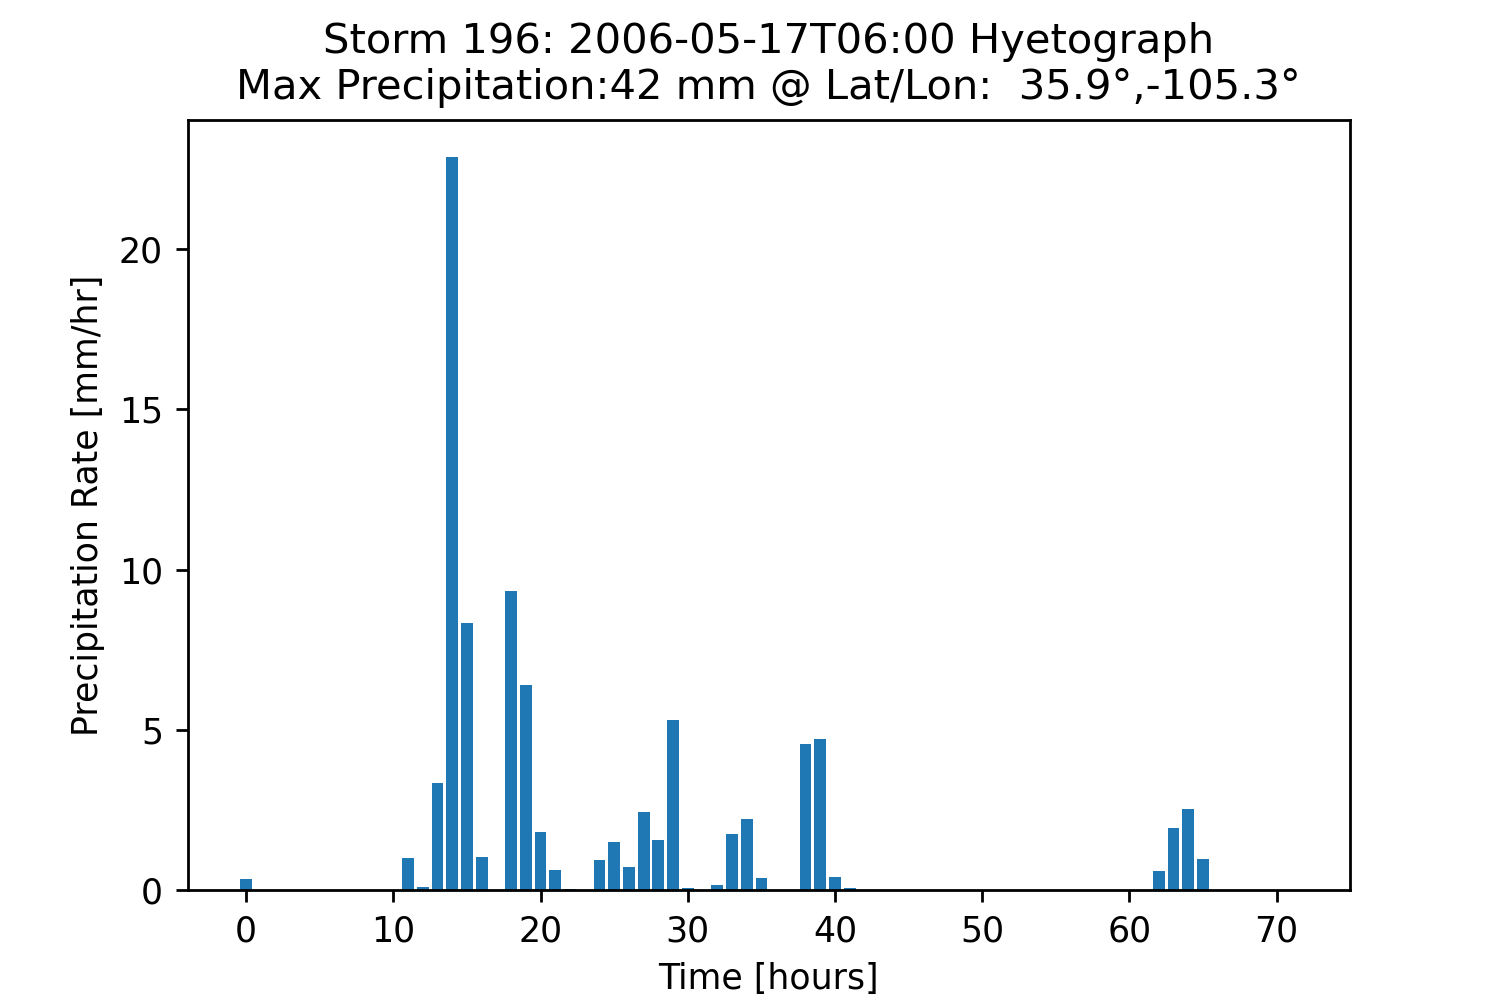 Storm 196: 2006-05-17T06:00 Hyetograph
Max Precipitation:42 mm @ Lat/Lon:  35.9°,-105.3°
Precipitation Rate [mm/hr]
20
15
10
5
0
0 10 20 30 40 50 60 70
Time [hours]